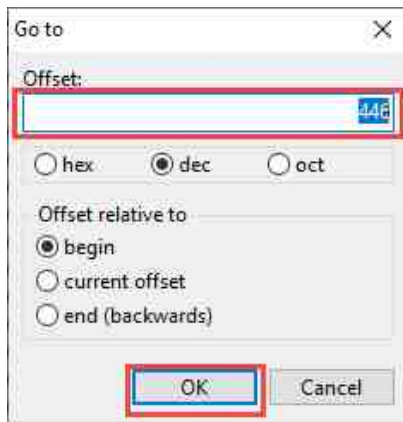 Go to
Offset:
446
hex dec oct
Offset relative to
begin
current offset
end (backwards)
OK Cancel